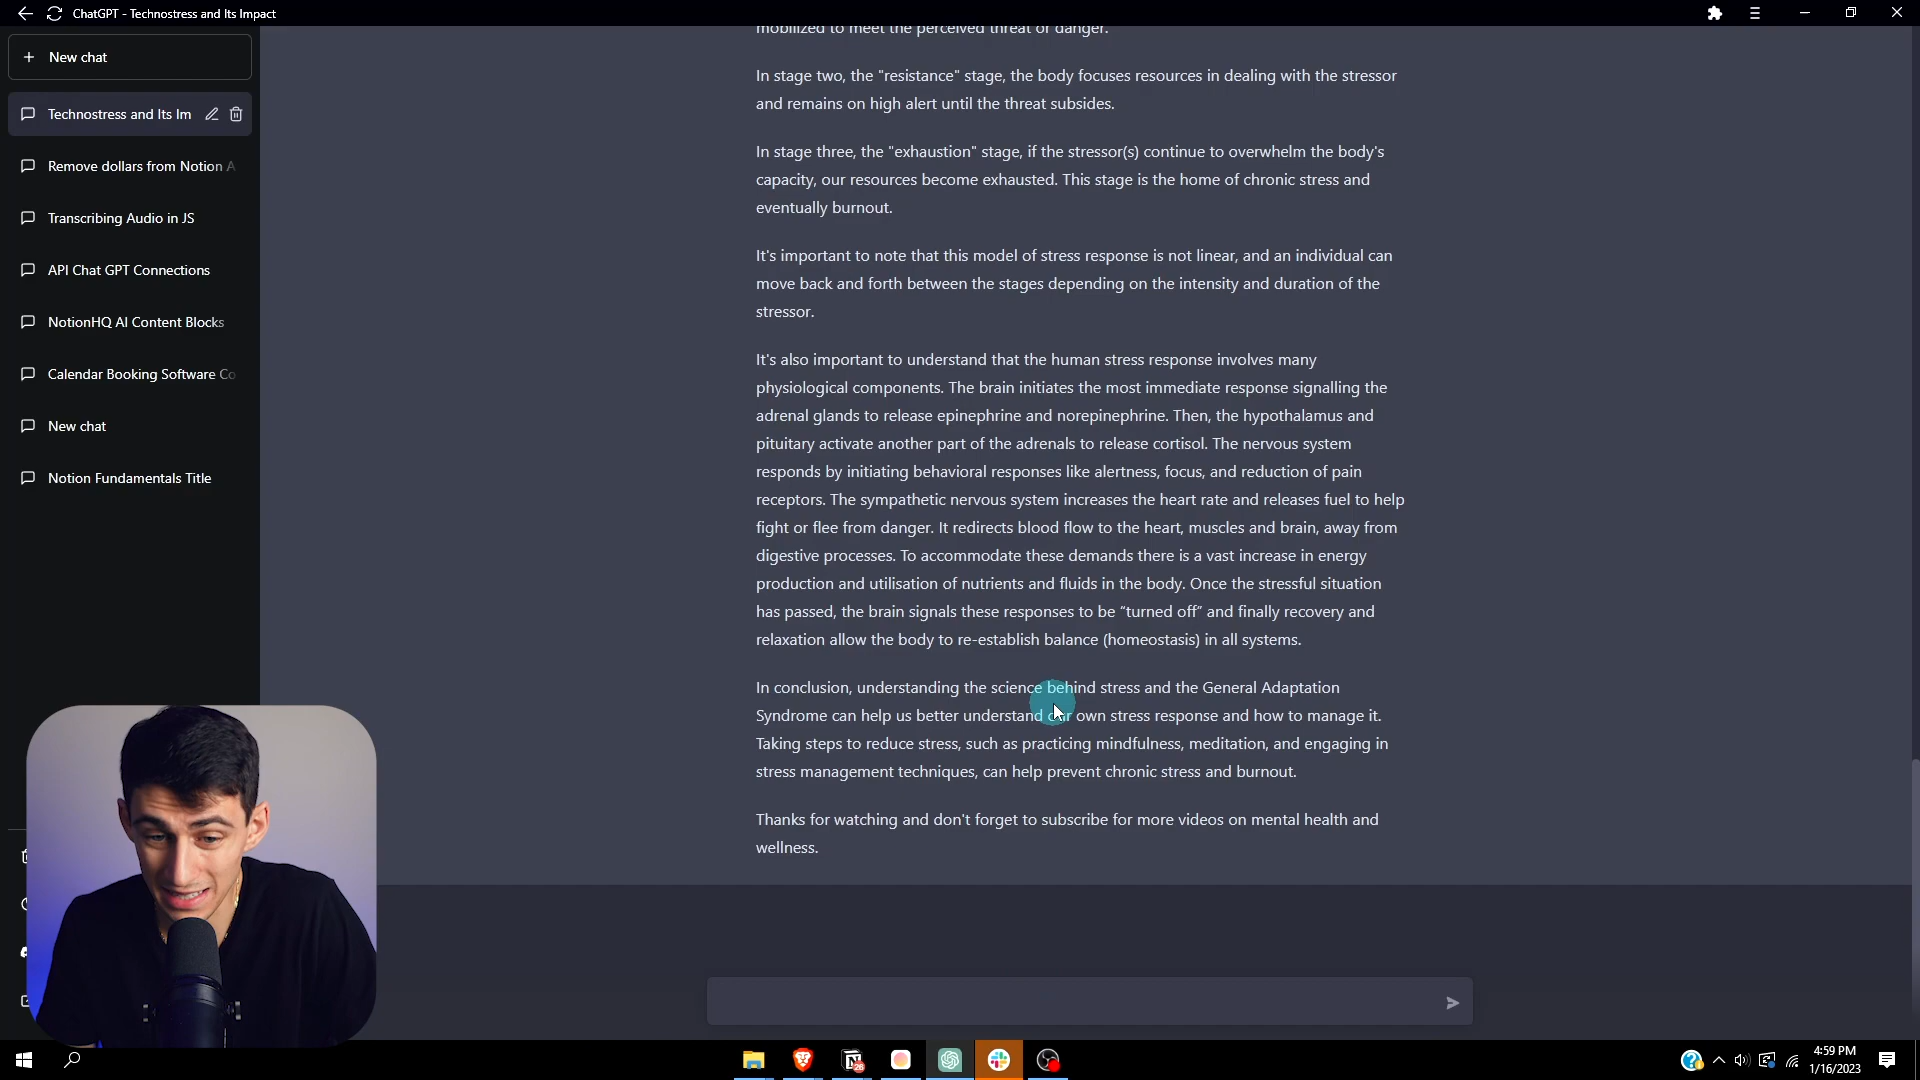 ChatGPT - Technostress and Its Impact
New chat
Technostress and Its Im
Remove dollars from Notion A
Transcribing Audio in JS
API Chat GPT Connections
NotionHQ AI Content Blocks
Calendar Booking Software Co
New chat
Notion Fundamentals Title
mobilized to meet the perceived threat or danger.
In stage two, the "resistance" stage, the body focuses resources in dealing with the stressor
and remains on high alert until the threat subsides.
In stage three, the "exhaustion" stage, if the stressor(s) continue to overwhelm the body's
capacity, our resources become exhausted. This stage is the home of chronic stress and
eventually burnout.
It's important to note that this model of stress response is not linear, and an individual can
move back and forth between the stages depending on the intensity and duration of the
stressor.
It's also important to understand that the human stress response involves many
physiological components. The brain initiates the most immediate response signalling the
adrenal glands to release epinephrine and norepinephrine. Then, the hypothalamus and
pituitary activate another part of the adrenals to release cortisol. The nervous system
responds by initiating behavioral responses like alertness, focus, and reduction of pain
receptors. The sympathetic nervous system increases the heart rate and releases fuel to help
fight or flee from danger. It redirects blood flow to the heart, muscles and brain, away from
digestive processes. To accommodate these demands there is a vast increase in energy
production and utilisation of nutrients and fluids in the body. Once the stressful situation
has passed, the brain signals these responses to be “turned off” and finally recovery and
relaxation allow the body to re-establish balance (homeostasis) in all systems.
In conclusion, understanding the science behind stress and the General Adaptation
Syndrome can help us better understand our own stress response and how to manage it.
Taking steps to reduce stress, such as practicing mindfulness, meditation, and engaging in
stress management techniques, can help prevent chronic stress and burnout.
Thanks for watching and don't forget to subscribe for more videos on mental health and
wellness.
26
4:59 PM
1/16/2023